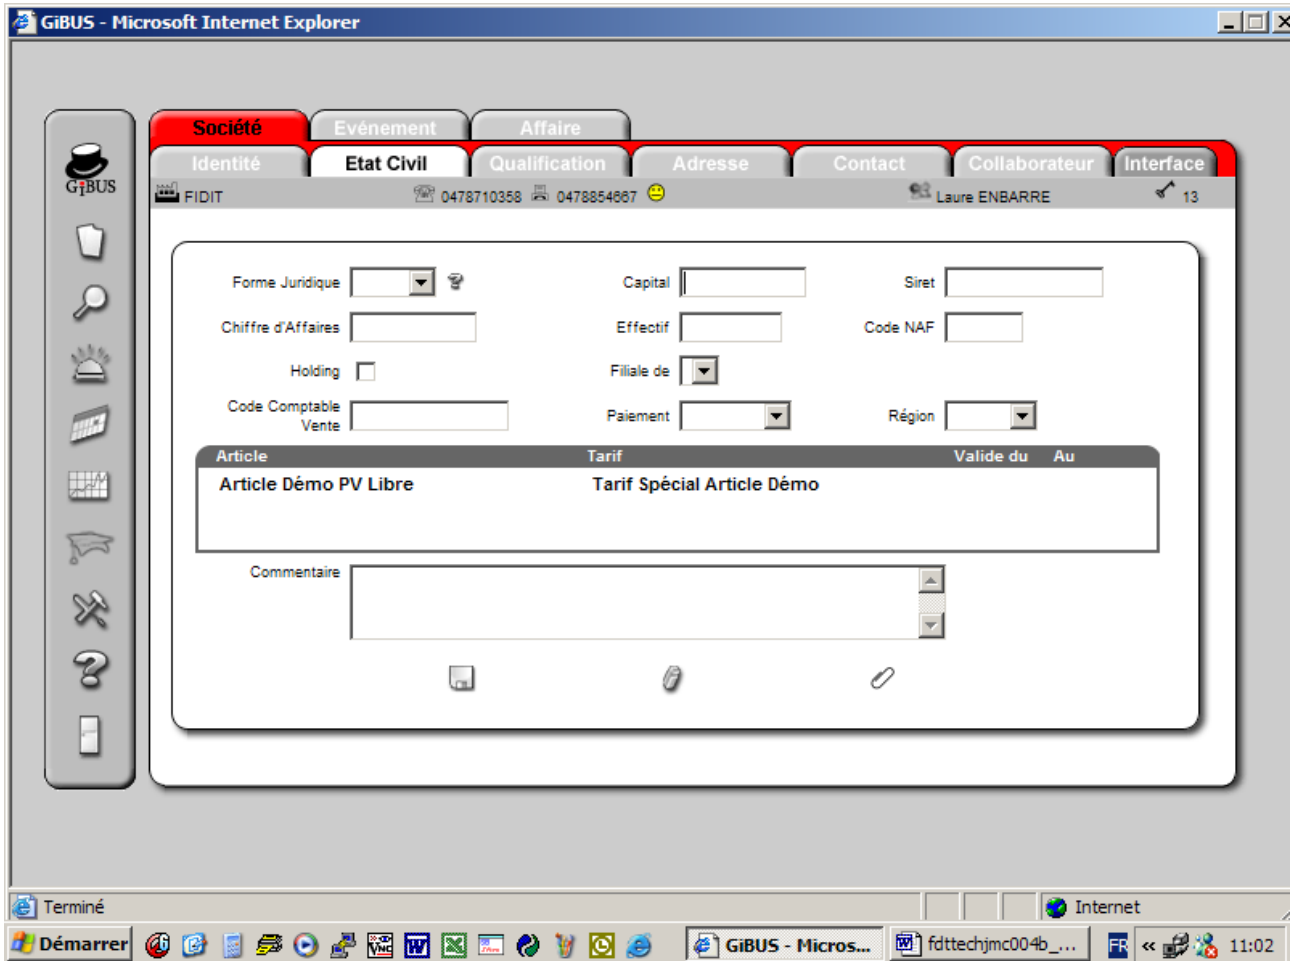 GiBUS - Microsoft Internet Explorer
Société Evénement Affaire
Identité Etat Civil Qualification Adresse Contact Collaborateur Interface
GiBUS
FIDIT 0478710358 0478854667 Laure ENBARRE 13
Forme Juridique Capital Siret
Chiffre d'Affaires Effectif Code NAF
Holding Filiale de
Code Comptable Vente Paiement Région
Article Tarif Valide du Au
Article Démo PV Libre Tarif Spécial Article Démo
Commentaire
Terminé Internet
Démarrer GiBUS - Micros... fdttechjmc004b_... FR « 11:02